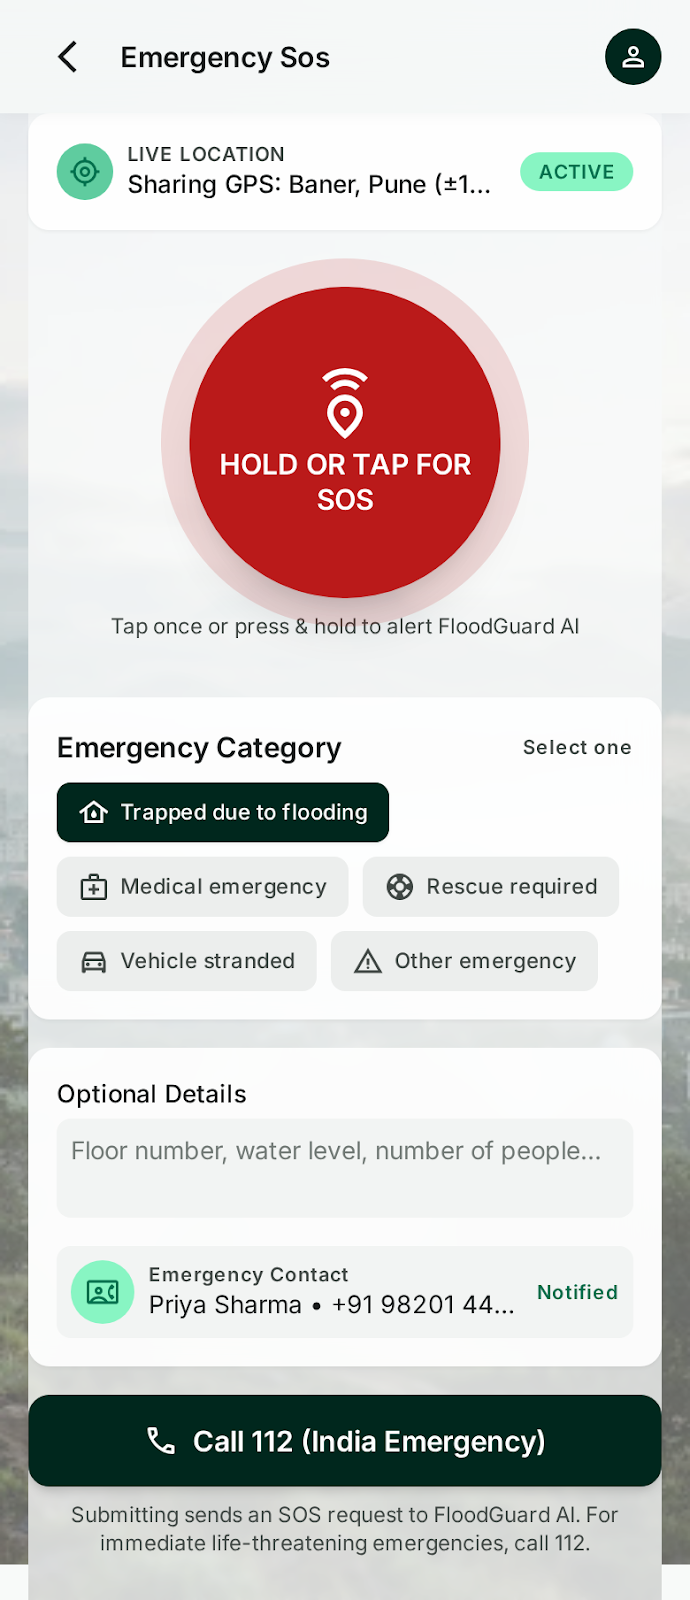 Emergency Sos
LIVE LOCATION
Sharing GPS: Baner, Pune (±1...
ACTIVE
HOLD OR TAP FOR
SOS
Tap once or press & hold to alert FloodGuard AI
Emergency Category
Select one
Trapped due to flooding
Medical emergency
Rescue required
Vehicle stranded
Other emergency
Optional Details
Floor number, water level, number of people...
Emergency Contact
Priya Sharma • +91 98201 44...
Notified
Call 112 (India Emergency)
Submitting sends an SOS request to FloodGuard AI. For
immediate life-threatening emergencies, call 112.